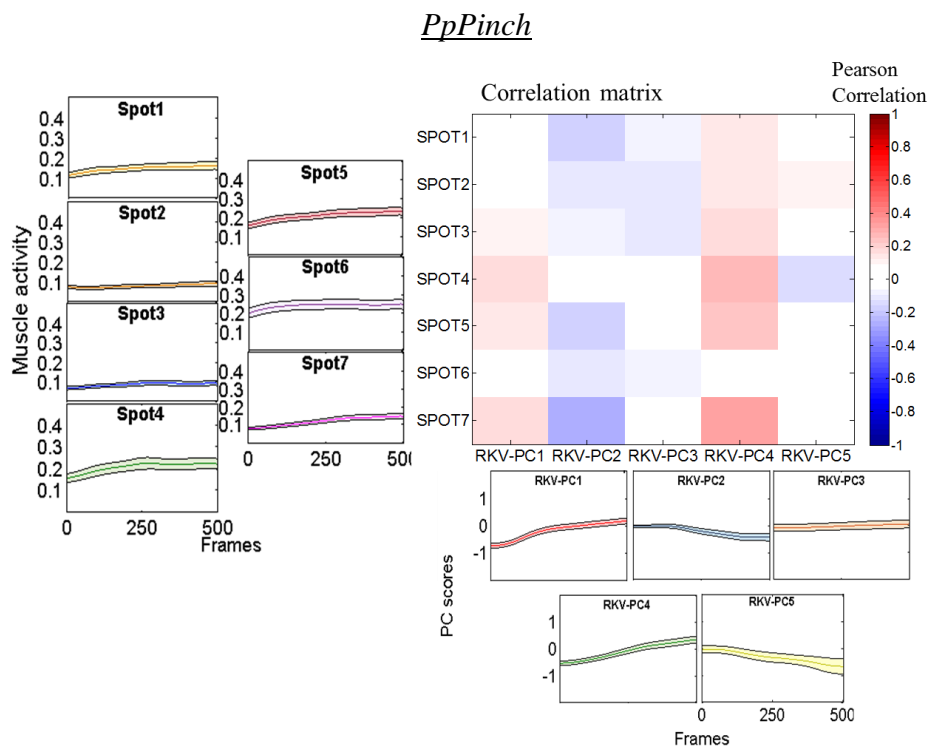 PpPinch
Muscle activity
Spot1
0.4
0.3
0.2
0.1
Spot2
0.4
0.3
0.2
0.1
Spot3
0.4
0.3
0.2
0.1
Spot4
0.4
0.3
0.2
0.1
0 250 500
Frames
Spot5
0.4
0.3
0.2
0.1
Spot6
0.4
0.3
0.2
0.1
Spot7
0.4
0.3
0.2
0.1
0 250 500
Correlation matrix
Pearson
Correlation
SPOT1
SPOT2
SPOT3
SPOT4
SPOT5
SPOT6
SPOT7
RKV-PC1 RKV-PC2 RKV-PC3 RKV-PC4 RKV-PC5
1
0.8
0.6
0.4
0.2
0
-0.2
-0.4
-0.6
-0.8
-1
PC scores
RKV-PC1 RKV-PC2 RKV-PC3
1
0
-1
RKV-PC4 RKV-PC5
1
0
-1
0 250 500
Frames